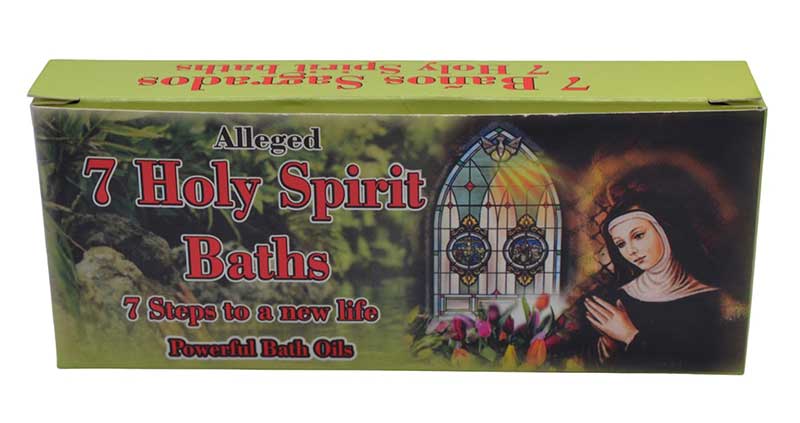 7 Baños Sagrados
7 Holy Spirit baths
Alleged
7 Holy Spirit
Baths
7 Steps to a new life
Powerful Bath Oils